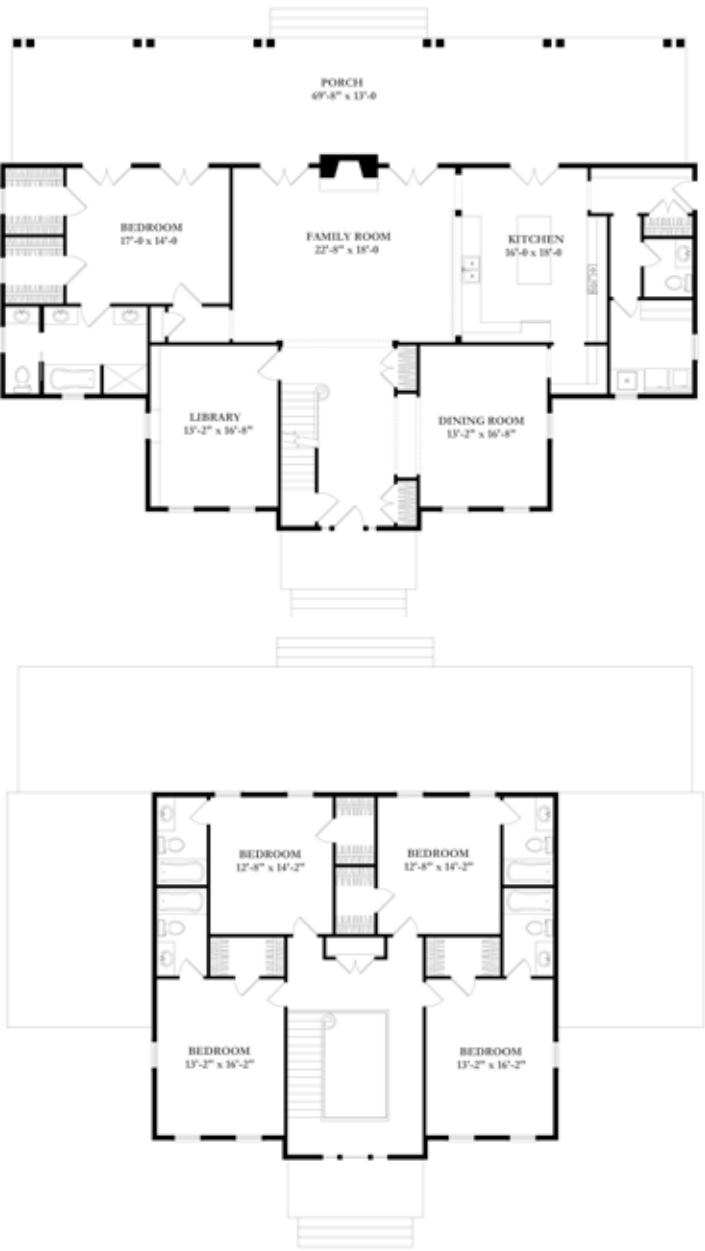 PORCH
69'-8" x 13'-0
BEDROOM
17'-0 x 14'-0
FAMILY ROOM
22'-8" x 18'-0
KITCHEN
16'-0 x 18'-0
LIBRARY
13'-2" x 16'-8"
DINING ROOM
13'-2" x 16'-8"
BEDROOM
12'-8" x 14'-2"
BEDROOM
12'-8" x 14'-2"
BEDROOM
13'-2" x 16'-2"
BEDROOM
13'-2" x 16'-2"